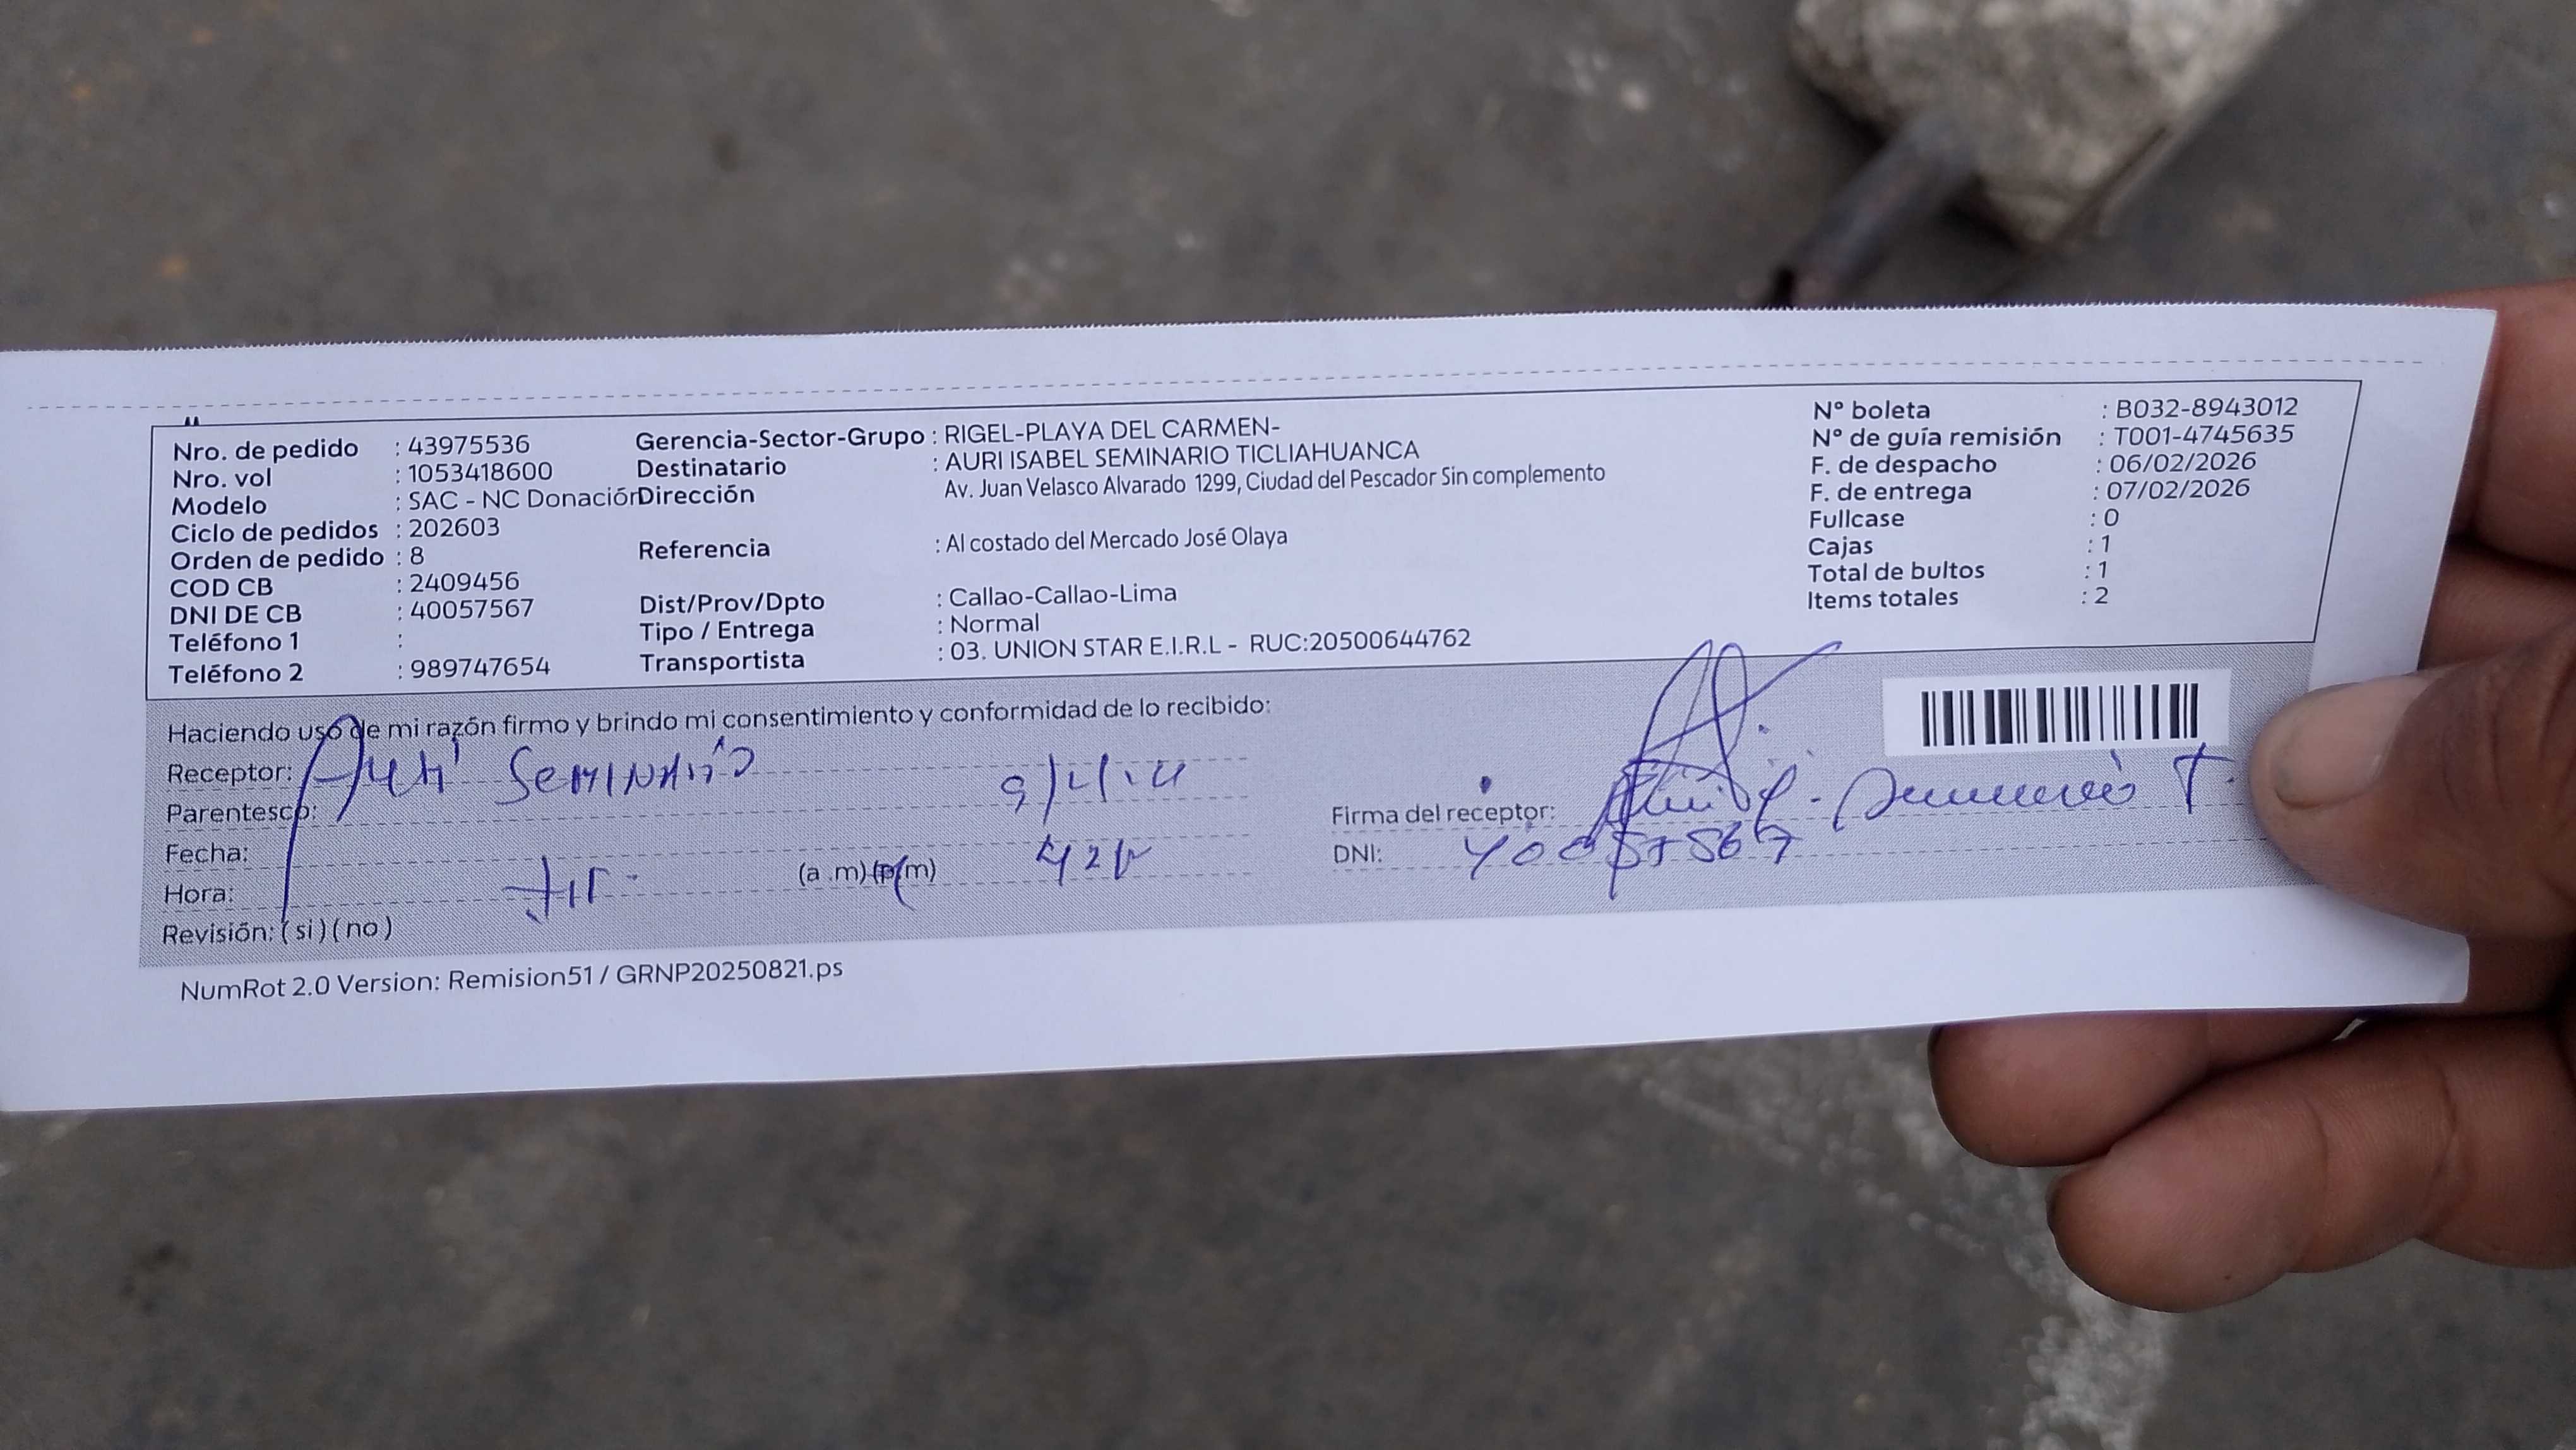 Nro. de pedido : 43975536
Nro. vol : 1053418600
Modelo : SAC - NC Donación
Ciclo de pedidos : 202603
Orden de pedido : 8
COD CB : 2409456
DNI DE CB : 40057567
Teléfono 1 :
Teléfono 2 : 989747654
Gerencia-Sector-Grupo : RIGEL-PLAYA DEL CARMEN-
Destinatario : AURI ISABEL SEMINARIO TICLIAHUANCA
Dirección Av. Juan Velasco Alvarado 1299, Ciudad del Pescador Sin complemento
Referencia : Al costado del Mercado José Olaya
Dist/Prov/Dpto : Callao-Callao-Lima
Tipo / Entrega : Normal
Transportista : 03. UNION STAR E.I.R.L - RUC:20500644762
N° boleta : B032-8943012
N° de guía remisión : T001-4745635
F. de despacho : 06/02/2026
F. de entrega : 07/02/2026
Fullcase : 0
Cajas : 1
Total de bultos : 1
Items totales : 2
Haciendo uso de mi razón firmo y brindo mi consentimiento y conformidad de lo recibido:
Receptor: Auri Seminario
Parentesco:
Fecha:
Hora: (a .m) (p.m)
Revisión: ( si ) ( no )
Firma del receptor:
DNI: 40057567
NumRot 2.0 Version: Remision51 / GRNP20250821.ps